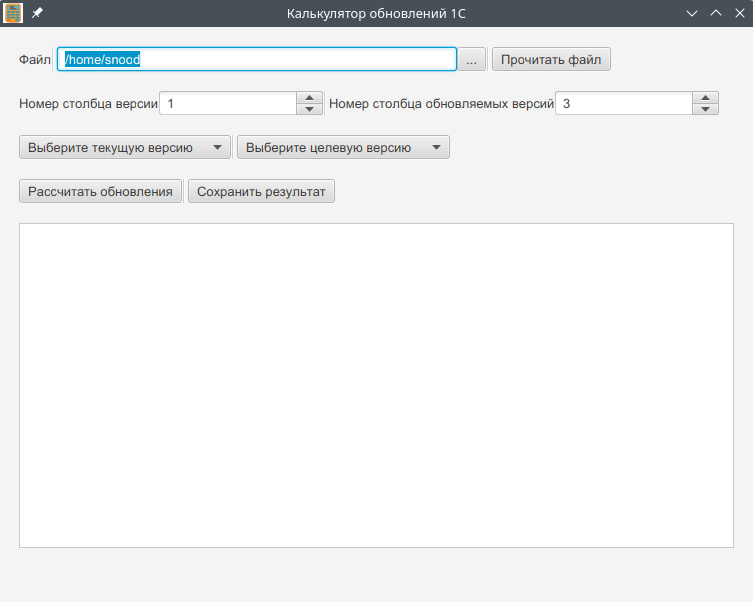 Калькулятор обновлений 1С
Файл /home/snood ... Прочитать файл
Номер столбца версии 1 Номер столбца обновляемых версий 3
Выберите текущую версию Выберите целевую версию
Рассчитать обновления Сохранить результат